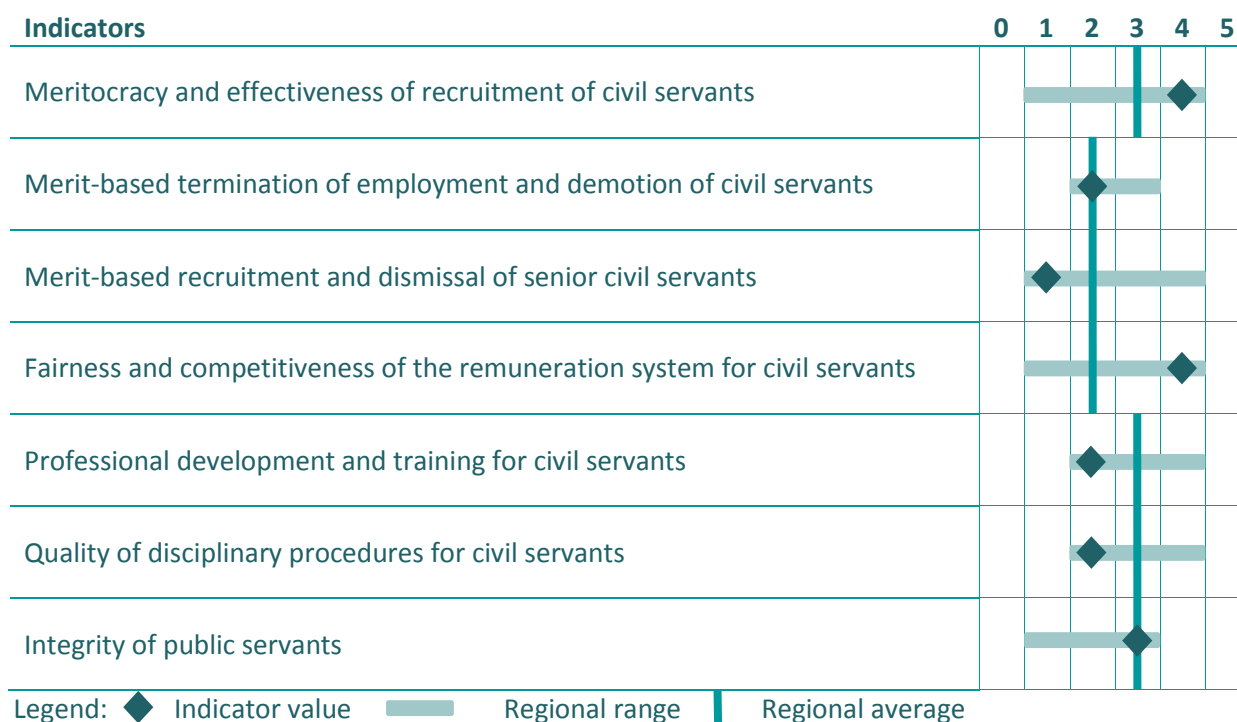 Indicators 0 1 2 3 4 5
Meritocracy and effectiveness of recruitment of civil servants
Merit-based termination of employment and demotion of civil servants
Merit-based recruitment and dismissal of senior civil servants
Fairness and competitiveness of the remuneration system for civil servants
Professional development and training for civil servants
Quality of disciplinary procedures for civil servants
Integrity of public servants
Legend: Indicator value Regional range Regional average